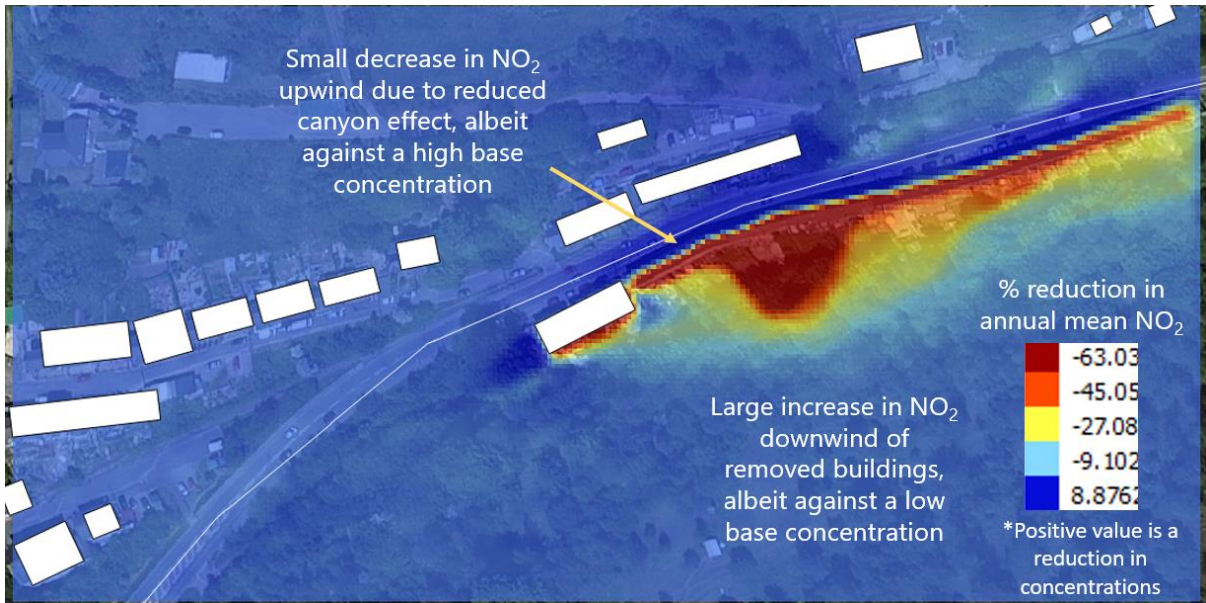 Small decrease in NO₂
upwind due to reduced
canyon effect, albeit
against a high base
concentration
% reduction in
annual mean NO₂
-63.03
-45.05
-27.08
-9.102
8.8762
Large increase in NO₂
downwind of
removed buildings,
albeit against a low
base concentration
*Positive value is a
reduction in
concentrations